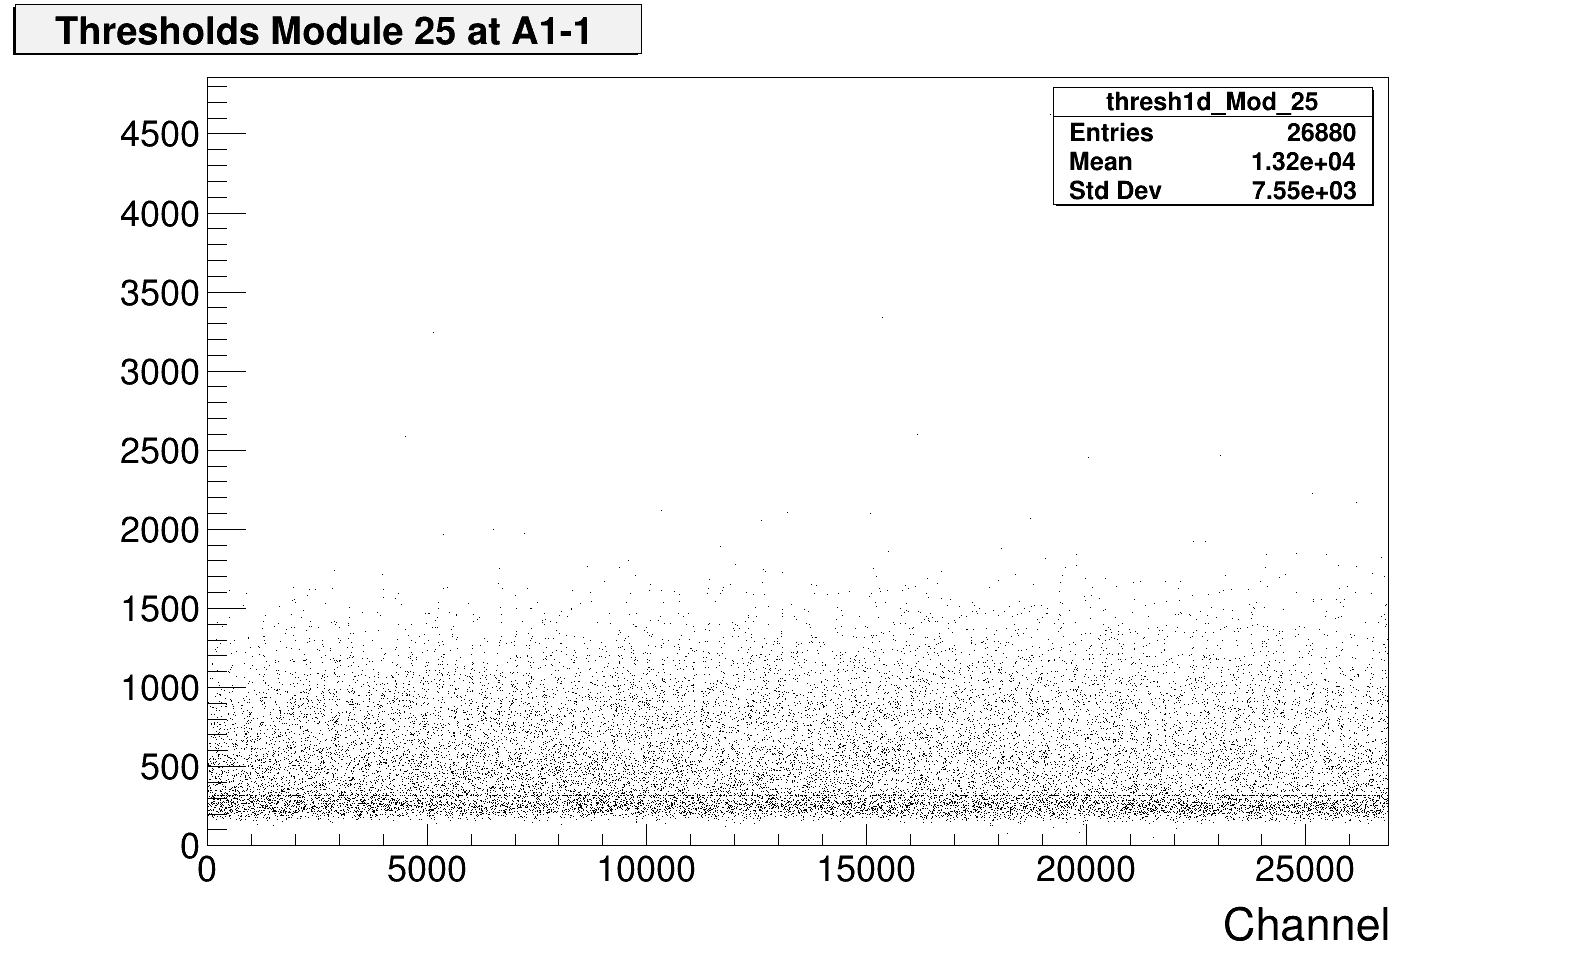 Thresholds Module 25 at A1-1
thresh1d_Mod_25
Entries 26880
Mean 1.32e+04
Std Dev 7.55e+03
4500
4000
3500
3000
2500
2000
1500
1000
500
0
0 5000 10000 15000 20000 25000
Channel